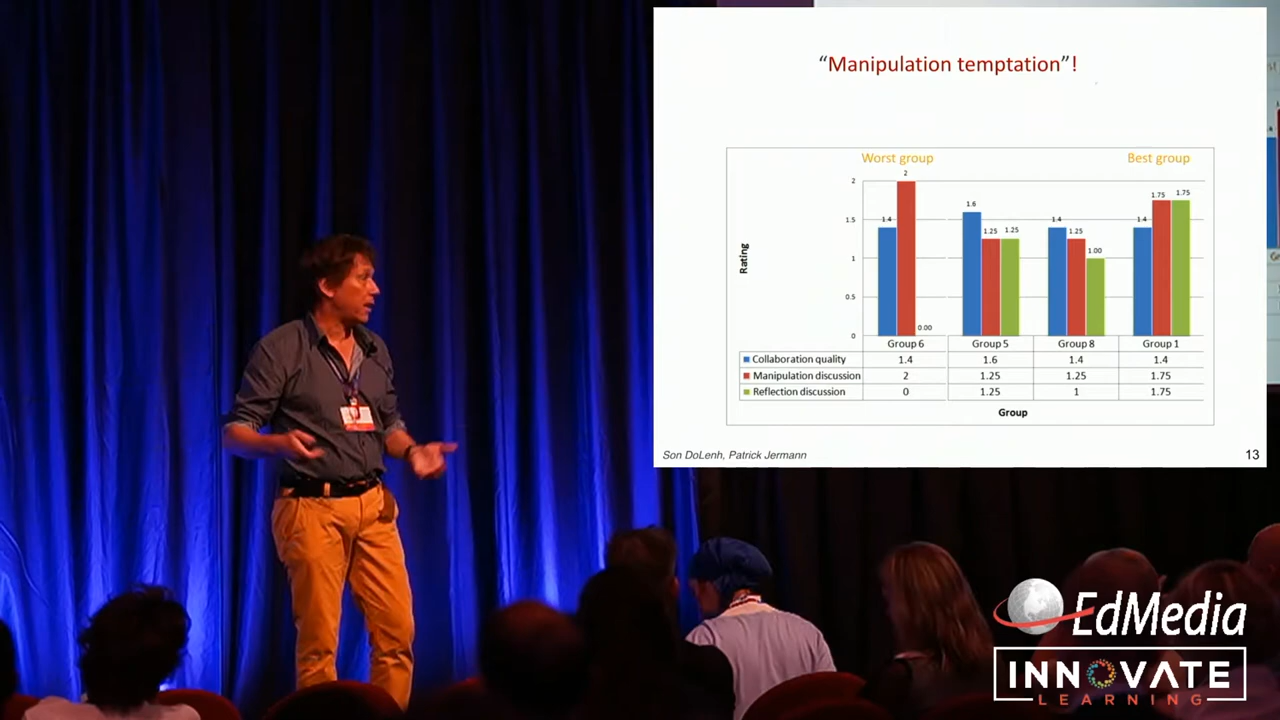 “Manipulation temptation”!
Worst group
Best group
2
1.5
1
0.5
0
Rating
1.4
2
0.00
1.6
1.25
1.25
1.4
1.25
1.00
1.4
1.75
1.75
Group 6 Group 5 Group 8 Group 1
Collaboration quality 1.4 1.6 1.4 1.4
Manipulation discussion 2 1.25 1.25 1.75
Reflection discussion 0 1.25 1 1.75
Group
Son DoLenh, Patrick Jermann
13
EdMedia
INNOVATE
LEARNING